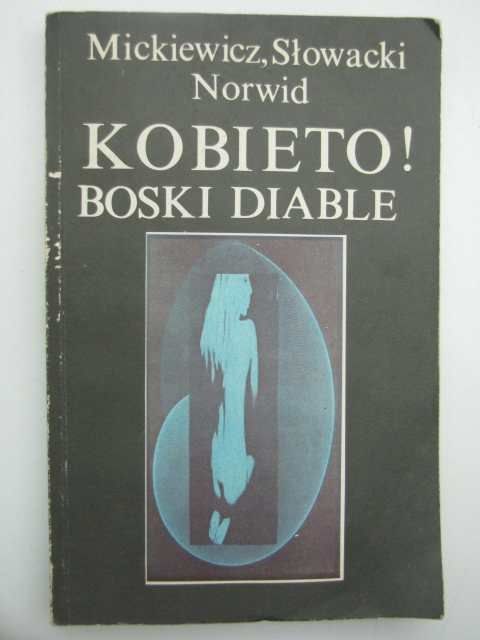 Mickiewicz, Słowacki
Norwid
KOBIETO!
BOSKI DIABLE